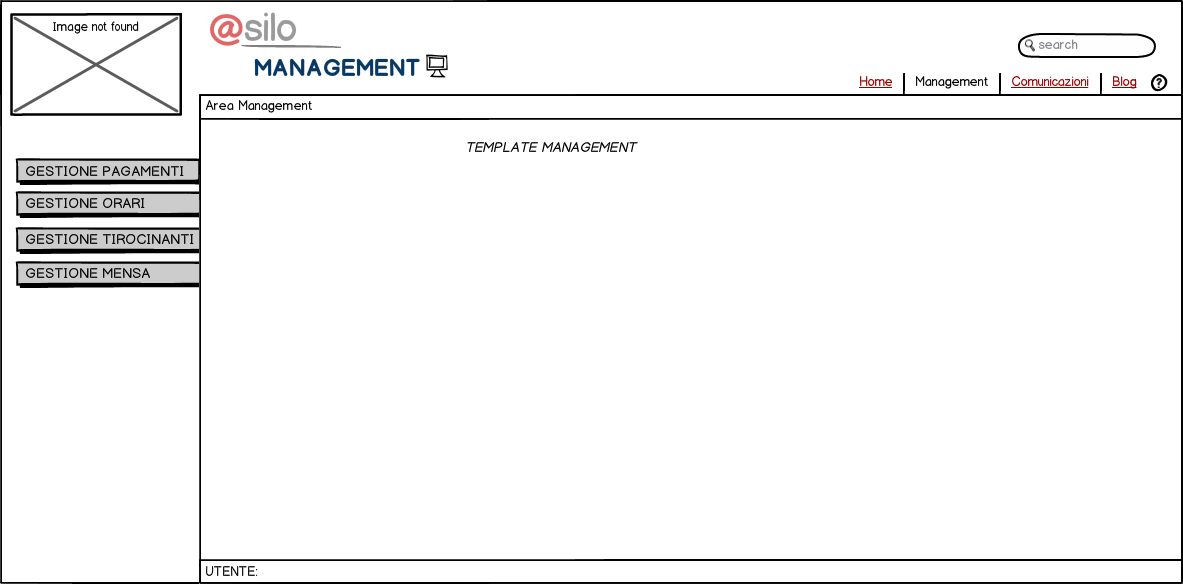 Image not found
@silo
MANAGEMENT
search
Home
Management
Comunicazioni
Blog
?
Area Management
TEMPLATE MANAGEMENT
GESTIONE PAGAMENTI
GESTIONE ORARI
GESTIONE TIROCINANTI
GESTIONE MENSA
UTENTE: